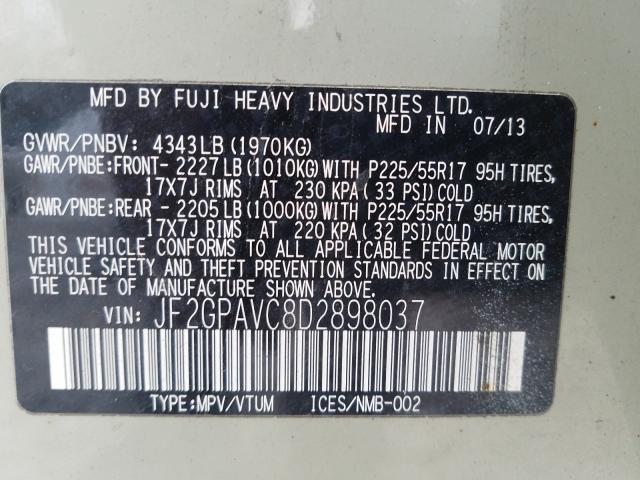 MFD BY FUJI HEAVY INDUSTRIES LTD.
MFD IN 07/13
GVWR/PNBV: 4343LB (1970KG)
GAWR/PNBE:FRONT- 2227 LB (1010KG) WITH P225/55R17 95H TIRES,
17X7J RIMS AT 230 KPA ( 33 PSI) COLD
GAWR/PNBE:REAR - 2205 LB (1000KG) WITH P225/55R17 95H TIRES,
17X7J RIMS AT 220 KPA ( 32 PSI) COLD
THIS VEHICLE CONFORMS TO ALL APPLICABLE FEDERAL MOTOR
VEHICLE SAFETY AND THEFT PREVENTION STANDARDS IN EFFECT ON
THE DATE OF MANUFACTURE SHOWN ABOVE.
VIN: JF2GPAVC8D2898037
TYPE:MPV/VTUM ICES/NMB-002